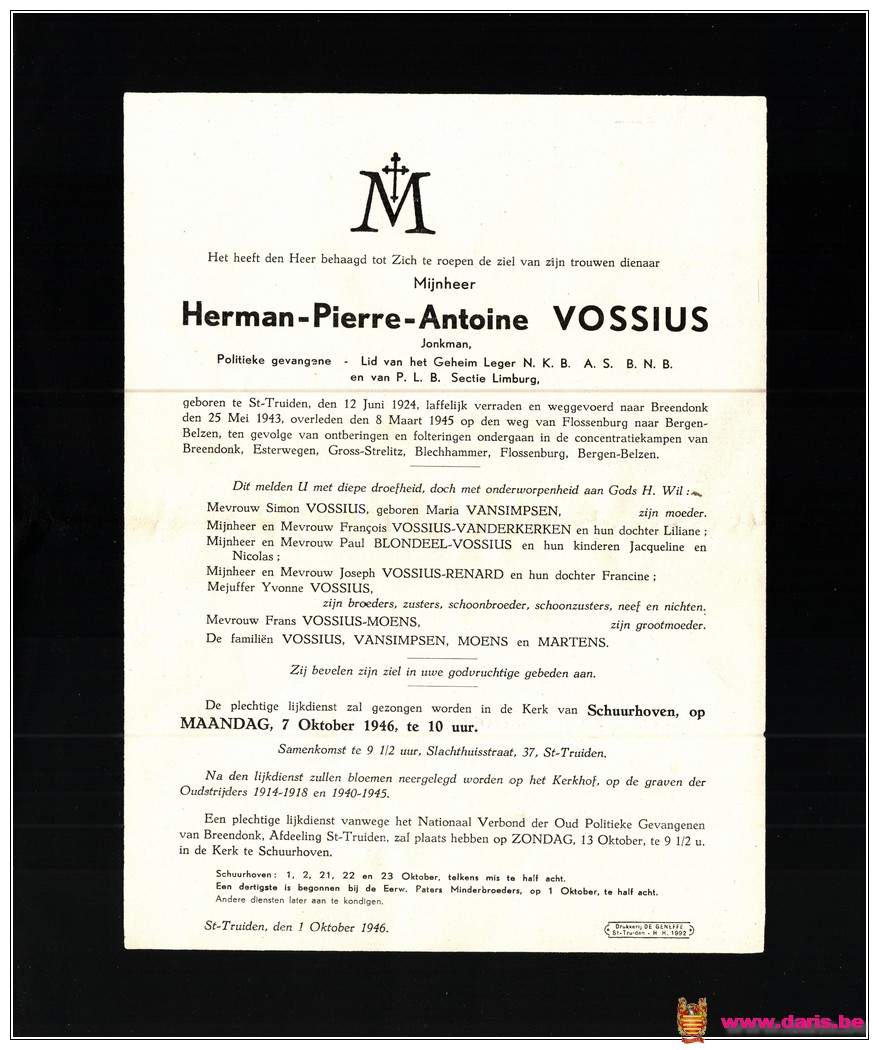 M
Het heeft den Heer behaagd tot Zich te roepen de ziel van zijn trouwen dienaar
Mijnheer
Herman-Pierre-Antoine VOSSIUS
Jonkman,
Politieke gevangene - Lid van het Geheim Leger N. K. B. A. S. B. N. B.
en van P. L. B. Sectie Limburg,
geboren te St-Truiden, den 12 Juni 1924, laffelijk verraden en weggevoerd naar Breendonk
den 25 Mei 1943, overleden den 8 Maart 1945 op den weg van Flossenburg naar Bergen-
Belzen, ten gevolge van ontberingen en folteringen ondergaan in de concentratiekampen van
Breendonk, Esterwegen, Gross-Strelitz, Blechhammer, Flossenburg, Bergen-Belzen.
Dit melden U met diepe droefheid, doch met onderworpenheid aan Gods H. Wil :
Mevrouw Simon VOSSIUS, geboren Maria VANSIMPSEN, zijn moeder.
Mijnheer en Mevrouw François VOSSIUS-VANDERKERKEN en hun dochter Liliane ;
Mijnheer en Mevrouw Paul BLONDEEL-VOSSIUS en hun kinderen Jacqueline en
Nicolas ;
Mijnheer en Mevrouw Joseph VOSSIUS-RENARD en hun dochter Francine ;
Mejuffer Yvonne VOSSIUS,
zijn broeders, zusters, schoonbroeder, schoonzusters, neef en nichten.
Mevrouw Frans VOSSIUS-MOENS, zijn grootmoeder.
De familiën VOSSIUS, VANSIMPSEN, MOENS en MARTENS.
Zij bevelen zijn ziel in uwe godvruchtige gebeden aan.
De plechtige lijkdienst zal gezongen worden in de Kerk van Schuurhoven, op
MAANDAG, 7 Oktober 1946, te 10 uur.
Samenkomst te 9 1/2 uur, Slachthuisstraat, 37, St-Truiden.
Na den lijkdienst zullen bloemen neergelegd worden op het Kerkhof, op de graven der
Oudstrijders 1914-1918 en 1940-1945.
Een plechtige lijkdienst vanwege het Nationaal Verbond der Oud Politieke Gevangenen
van Breendonk, Afdeeling St-Truiden, zal plaats hebben op ZONDAG, 13 Oktober, te 9 1/2 u.
in de Kerk te Schuurhoven.
Schuurhoven : 1, 2, 21, 22 en 23 Oktober, telkens mis te half acht.
Een dertigste is begonnen bij de Eerw. Paters Minderbroeders, op 1 Oktober, te half acht.
Andere diensten later aan te kondigen.
St-Truiden, den 1 Oktober 1946.
Drukkerij DE GENEFFE
St-Truiden - H. H. 1992
www.daris.be